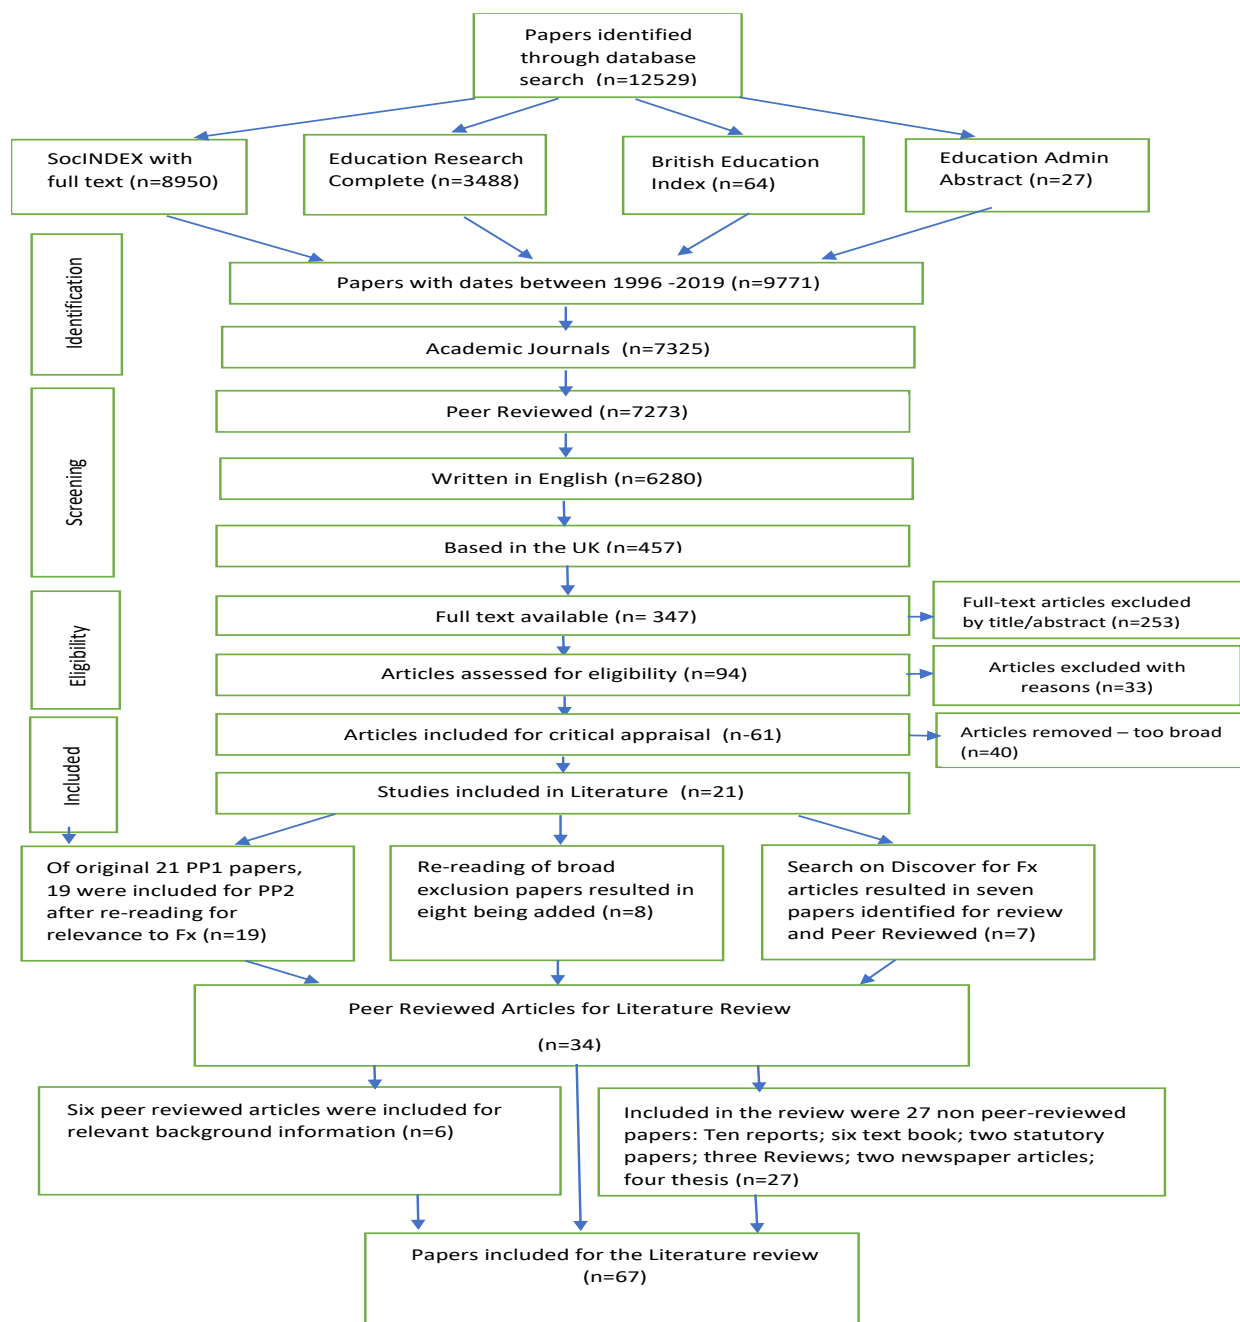 Papers identified
through database
search (n=12529)
SocINDEX with
full text (n=8950)
Education Research
Complete (n=3488)
British Education
Index (n=64)
Education Admin
Abstract (n=27)
Identification
Papers with dates between 1996 -2019 (n=9771)
Academic Journals (n=7325)
Screening
Peer Reviewed (n=7273)
Written in English (n=6280)
Based in the UK (n=457)
Eligibility
Full text available (n= 347)
Full-text articles excluded
by title/abstract (n=253)
Articles assessed for eligibility (n=94)
Articles excluded with
reasons (n=33)
Included
Articles included for critical appraisal (n-61)
Articles removed – too broad
(n=40)
Studies included in Literature (n=21)
Of original 21 PP1 papers,
19 were included for PP2
after re-reading for
relevance to Fx (n=19)
Re-reading of broad
exclusion papers resulted in
eight being added (n=8)
Search on Discover for Fx
articles resulted in seven
papers identified for review
and Peer Reviewed (n=7)
Peer Reviewed Articles for Literature Review
(n=34)
Six peer reviewed articles were included for
relevant background information (n=6)
Included in the review were 27 non peer-reviewed
papers: Ten reports; six text book; two statutory
papers; three Reviews; two newspaper articles;
four thesis (n=27)
Papers included for the Literature review
(n=67)